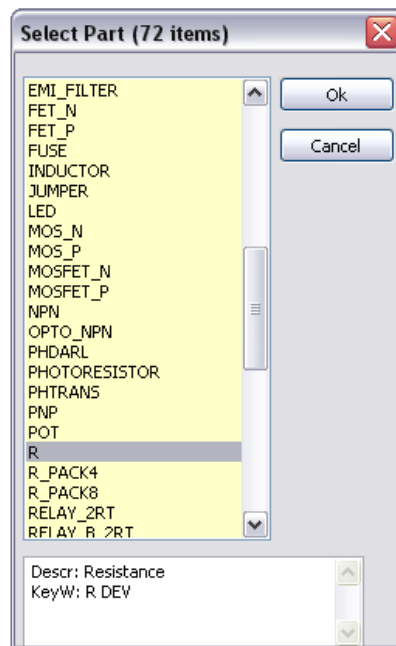 Select Part (72 items)
EMI_FILTER
FET_N
FET_P
FUSE
INDUCTOR
JUMPER
LED
MOS_N
MOS_P
MOSFET_N
MOSFET_P
NPN
OPTO_NPN
PHDARL
PHOTORESISTOR
PHTRANS
PNP
POT
R
R_PACK4
R_PACK8
RELAY_2RT
RELAY_B_2RT
Ok
Cancel
Descr: Resistance
KeyW: R DEV